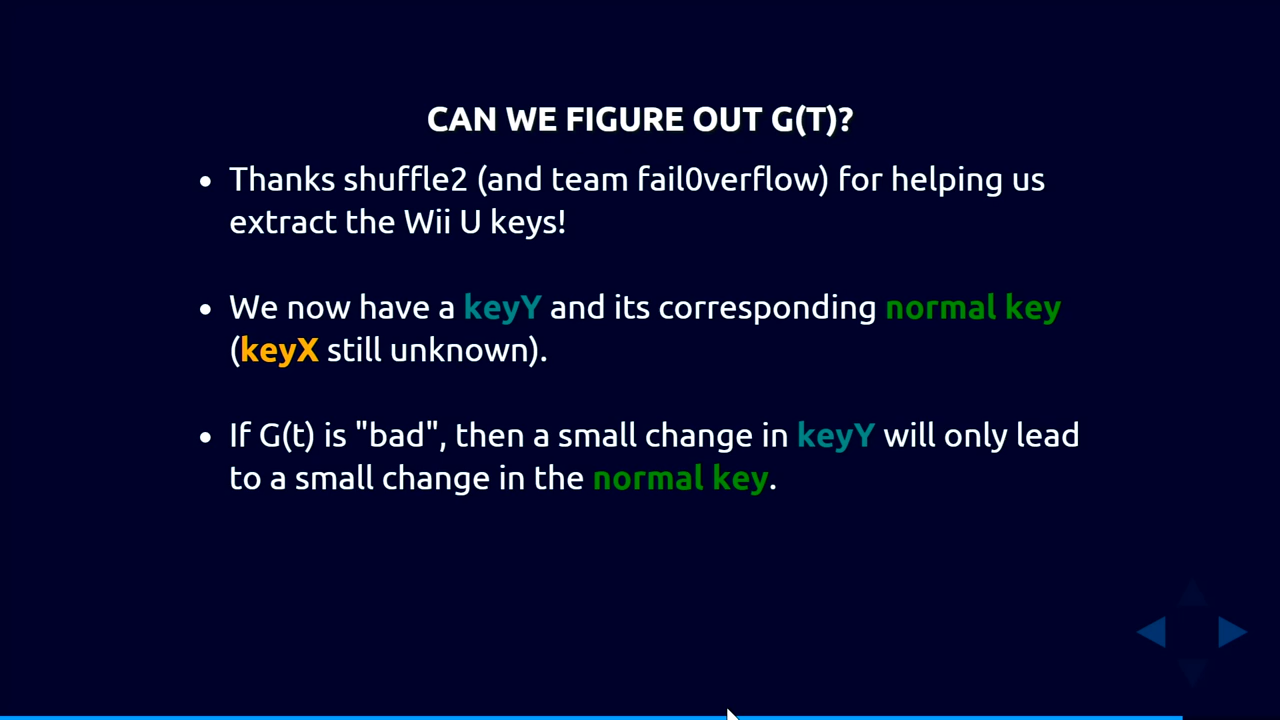 CAN WE FIGURE OUT G(T)?
• Thanks shuffle2 (and team fail0verflow) for helping us
extract the Wii U keys!
• We now have a keyY and its corresponding normal key
(keyX still unknown).
• If G(t) is "bad", then a small change in keyY will only lead
to a small change in the normal key.